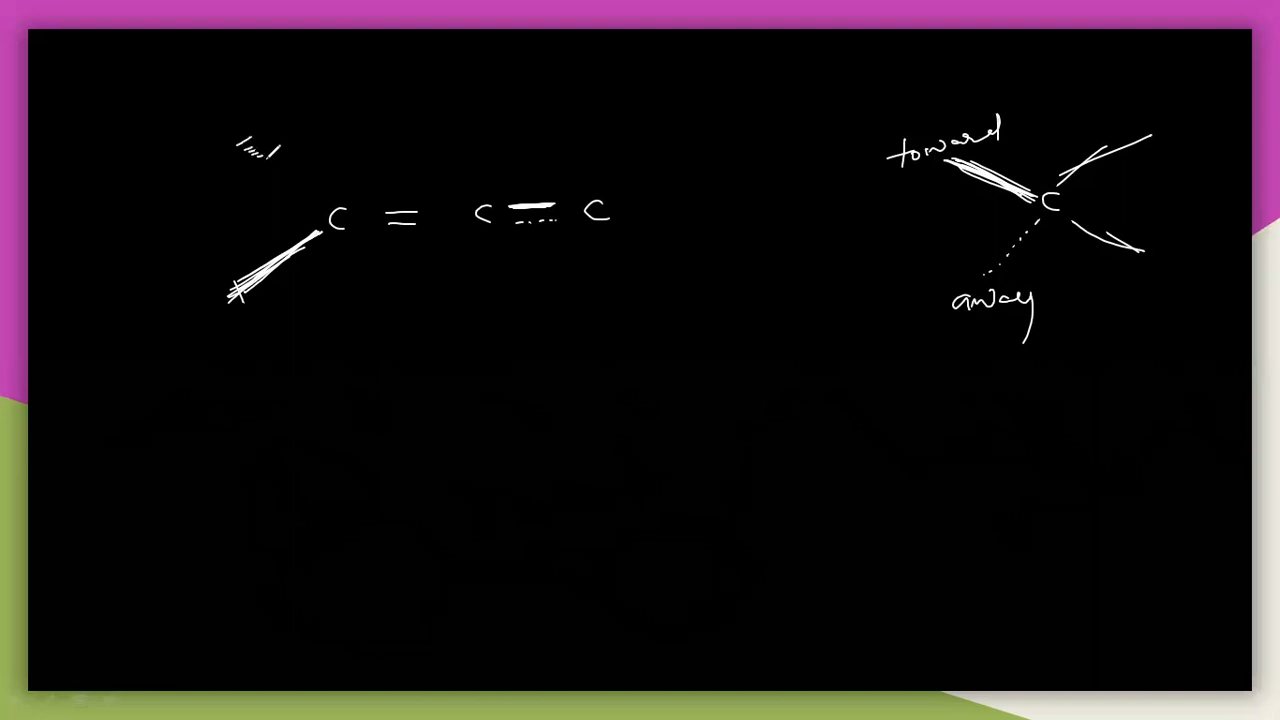 toward
C = C = C
C
away